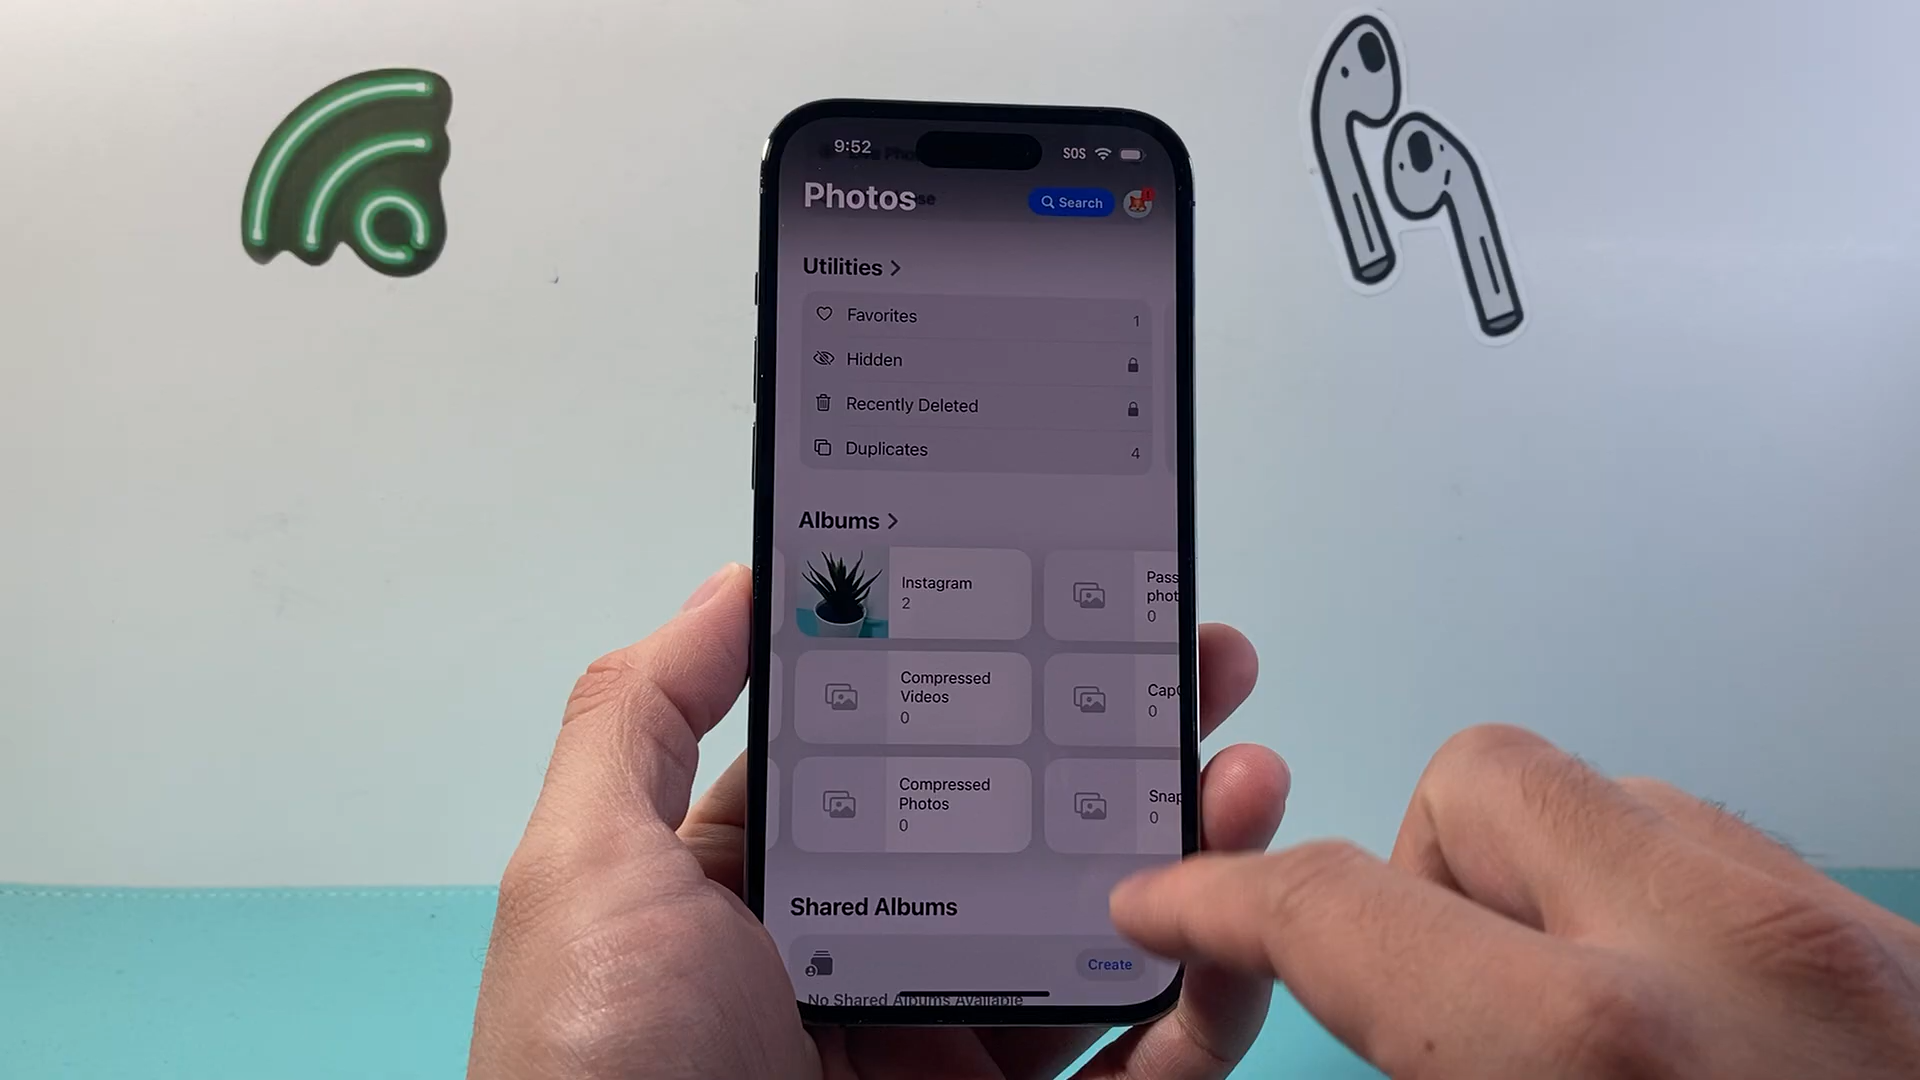 9:52
SOS
Photos
Search
Utilities >
Favorites
1
Hidden
Recently Deleted
Duplicates
4
Albums >
Instagram
2
Pass
phot
0
Compressed
Videos
0
Cap
0
Compressed
Photos
0
Snap
0
Shared Albums
Create
No Shared Albums Available